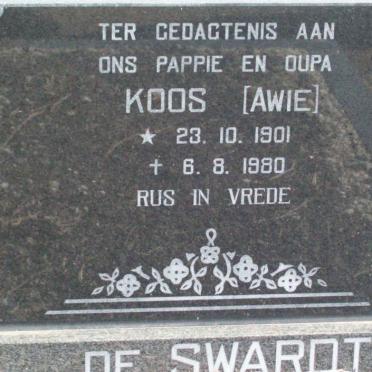 TER GEDAGTENIS AAN
ONS PAPPIE EN OUPA
KOOS [AWIE]
★ 23. 10. 1901
✝ 6. 8. 1980
RUS IN VREDE
DE SWARDT